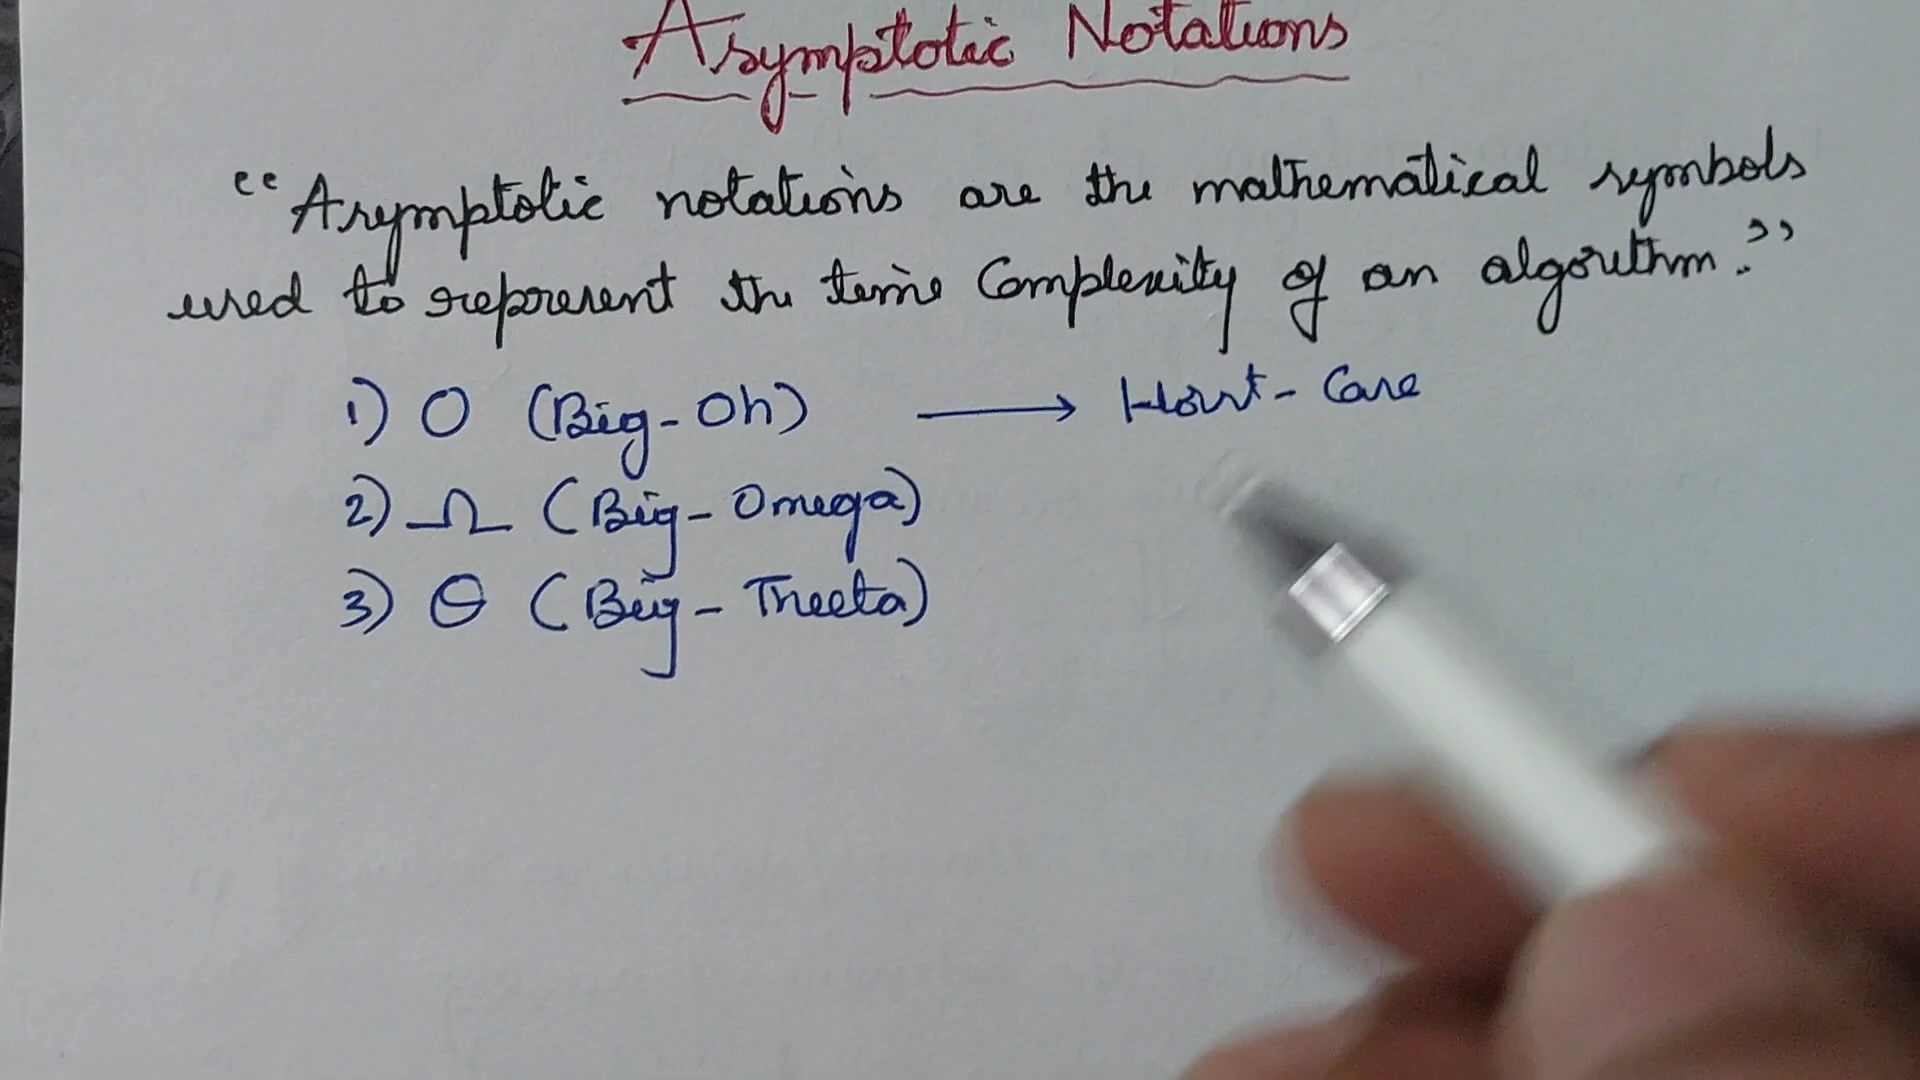 Asymptotic Notations
"Asymptotic notations are the mathematical symbols
used to represent the time Complexity of an algorithm."
1) O (Big-Oh) → Worst-Case
2) Ω (Big-Omega)
3) Θ (Big-Theeta)